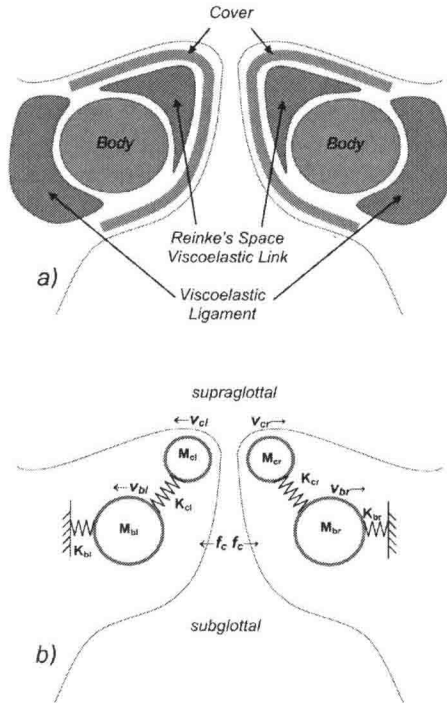 Cover
Body Body
Reinke's Space
Viscoelastic Link
a)
Viscoelastic
Ligament
supraglottal
←v_cl v_cr→
M_cl M_cr
K_cl
←v_bl K_cl v_br→
M_bl M_br K_br
K_bl
← f_c f_c →
subglottal
b)